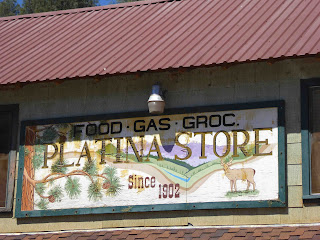 FOOD · GAS · GROC.
PLATINA STORE
Since 1902